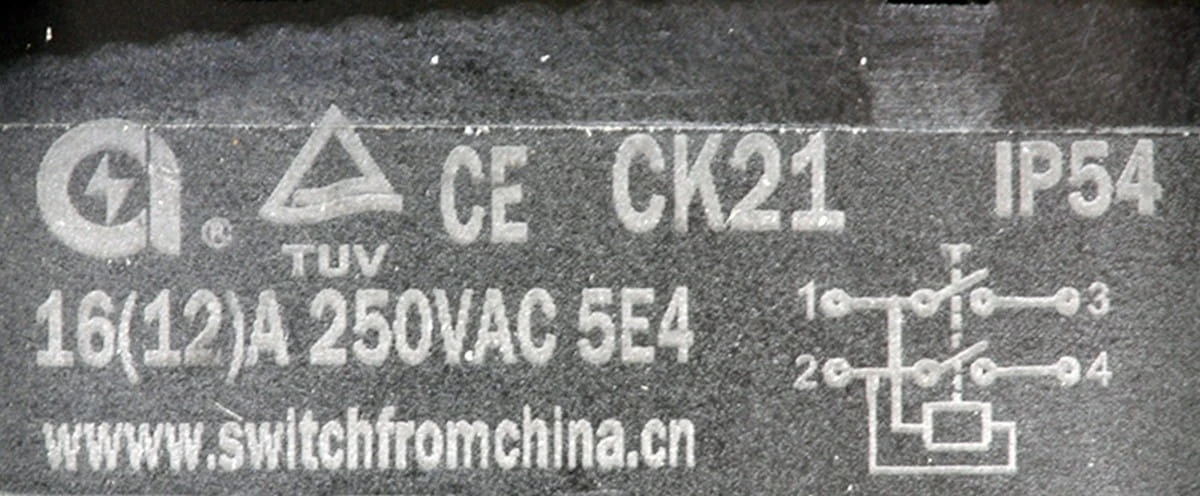 ® TUV CE CK21 IP54
16(12)A 250VAC 5E4
1 3
2 4
www.switchfromchina.cn